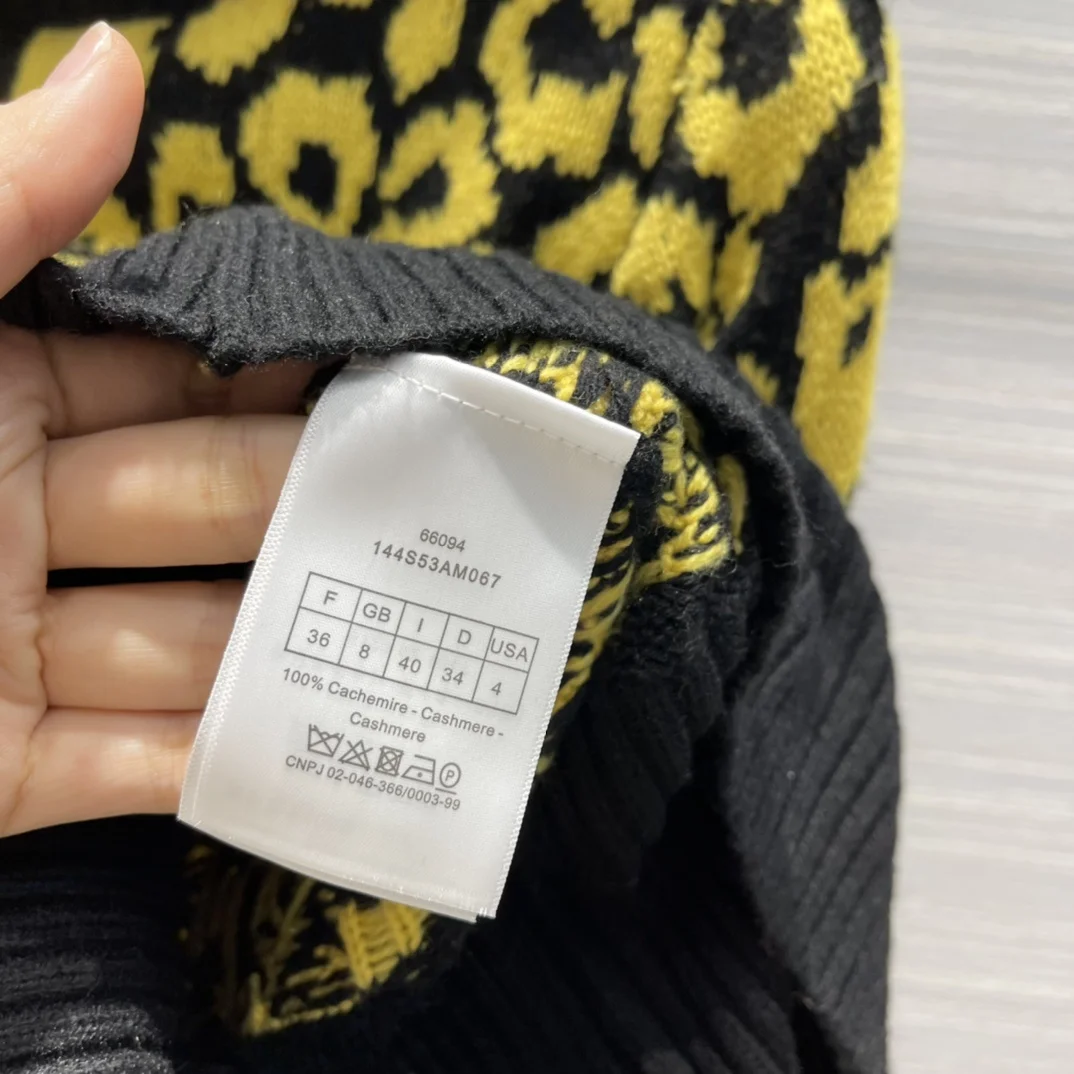 66094
144S53AM067
F GB I D USA
36 8 40 34 4
100% Cachemire - Cashmere -
Cashmere
P
CNPJ 02-046-366/0003-99